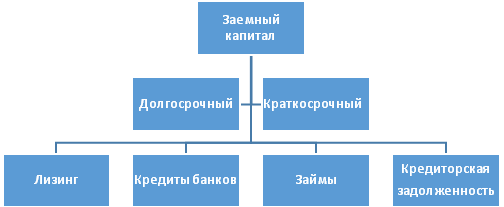 Заемный
капитал
Долгосрочный
Краткосрочный
Лизинг
Кредиты банков
Займы
Кредиторская
задолженность